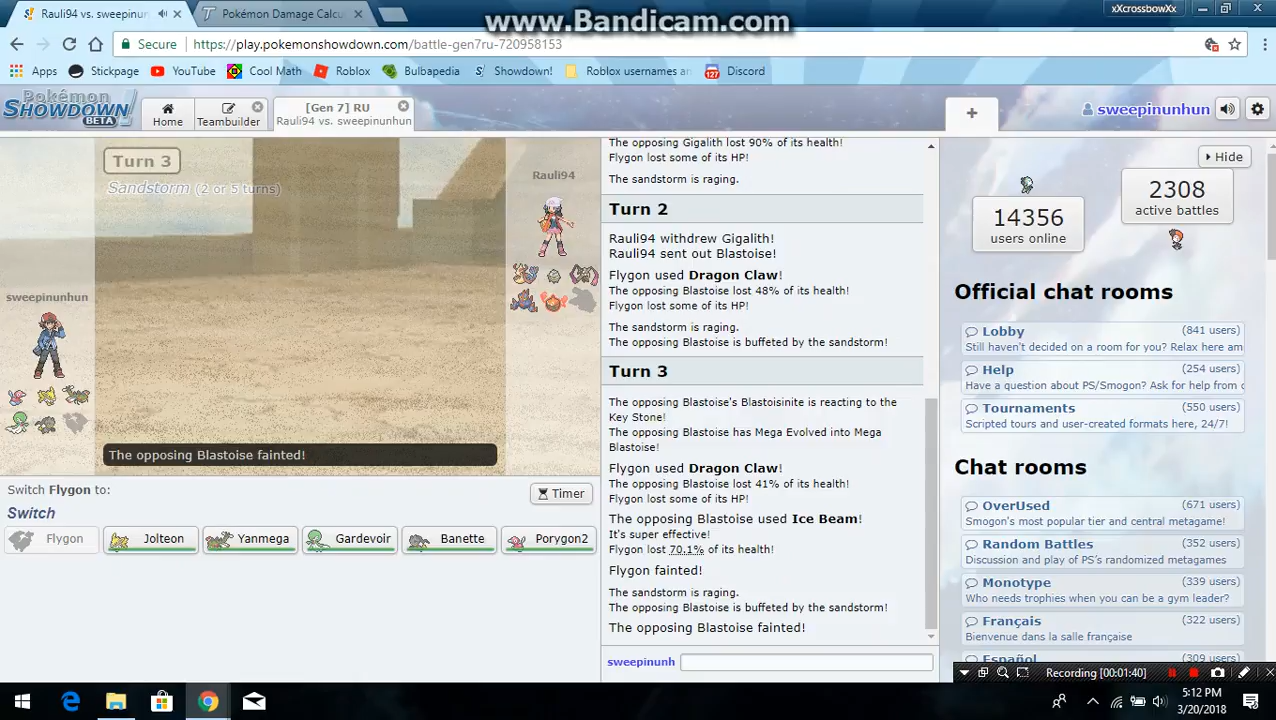 www.Bandicam.com
Rauli94 vs. sweepinun
Pokémon Damage Calcu
xXcrossbowXx
Secure
https://play.pokemonshowdown.com/battle-gen7ru-720958153
Apps
Stickpage
YouTube
Cool Math
Roblox
Bulbapedia
Showdown!
Roblox usernames an
127
Discord
Pokémon
SHOWDOWN
BETA
Home
Teambuilder
[Gen 7] RU
Rauli94 vs. sweepinunhun
+
sweepinunhun
Turn 3
Sandstorm (2 or 5 turns)
Rauli94
sweepinunhun
The opposing Blastoise fainted!
Switch Flygon to:
Timer
Switch
Flygon
Jolteon
Yanmega
Gardevoir
Banette
Porygon2
The opposing Gigalith lost 90% of its health!
Flygon lost some of its HP!
The sandstorm is raging.
Turn 2
Rauli94 withdrew Gigalith!
Rauli94 sent out Blastoise!
Flygon used Dragon Claw!
The opposing Blastoise lost 48% of its health!
Flygon lost some of its HP!
The sandstorm is raging.
The opposing Blastoise is buffeted by the sandstorm!
Turn 3
The opposing Blastoise's Blastoisinite is reacting to the
Key Stone!
The opposing Blastoise has Mega Evolved into Mega
Blastoise!
Flygon used Dragon Claw!
The opposing Blastoise lost 41% of its health!
Flygon lost some of its HP!
The opposing Blastoise used Ice Beam!
It's super effective!
Flygon lost 70.1% of its health!
Flygon fainted!
The sandstorm is raging.
The opposing Blastoise is buffeted by the sandstorm!
The opposing Blastoise fainted!
sweepinunh
Hide
14356
users online
2308
active battles
Official chat rooms
Lobby
(841 users)
Still haven't decided on a room for you? Relax here am
Help
(254 users)
Have a question about PS/Smogon? Ask for help from c
Tournaments
(550 users)
Scripted tours and user-created formats here, 24/7!
Chat rooms
OverUsed
(671 users)
Smogon's most popular tier and central metagame!
Random Battles
(352 users)
Discussion and play of PS's randomized metagames
Monotype
(339 users)
Who needs trophies when you can be a gym leader?
Français
(322 users)
Bienvenue dans la salle française
Español
(309 users)
Recording [00:01:40]
5:12 PM
3/20/2018